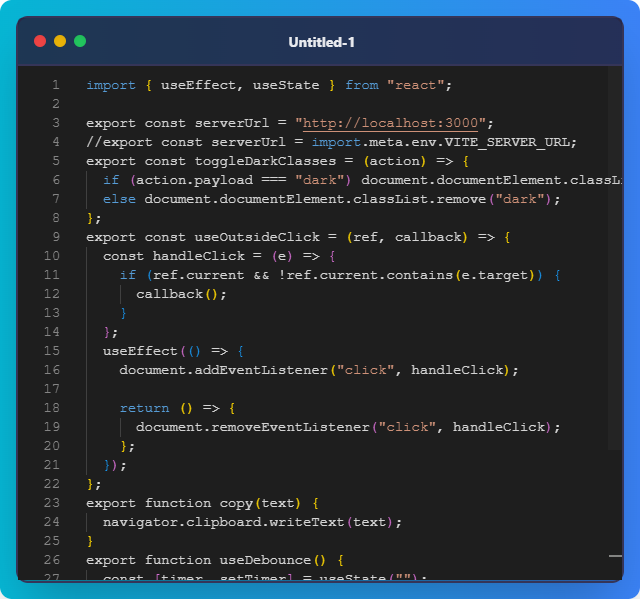 Untitled-1
1 import { useEffect, useState } from "react";
2
3 export const serverUrl = "http://localhost:3000";
4 //export const serverUrl = import.meta.env.VITE_SERVER_URL;
5 export const toggleDarkClasses = (action) => {
6 if (action.payload === "dark") document.documentElement.classL
7 else document.documentElement.classList.remove("dark");
8 };
9 export const useOutsideClick = (ref, callback) => {
10 const handleClick = (e) => {
11 if (ref.current && !ref.current.contains(e.target)) {
12 callback();
13 }
14 };
15 useEffect(() => {
16 document.addEventListener("click", handleClick);
17
18 return () => {
19 document.removeEventListener("click", handleClick);
20 };
21 });
22 };
23 export function copy(text) {
24 navigator.clipboard.writeText(text);
25 }
26 export function useDebounce() {
27 const [timer, setTimer] = useState("");